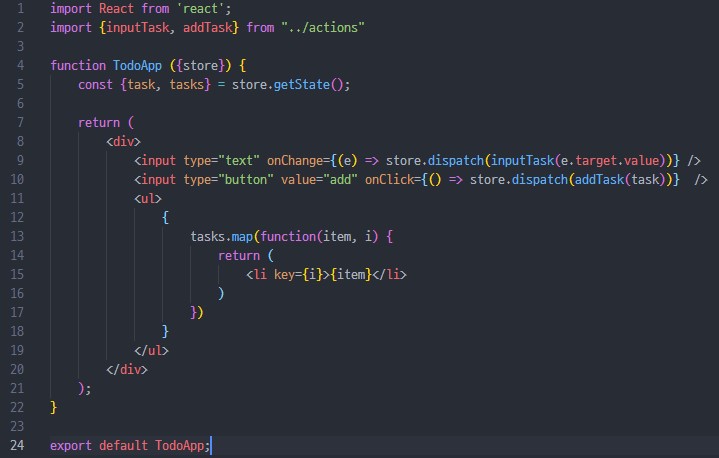 1 import React from 'react';
2 import {inputTask, addTask} from "../actions"
3
4 function TodoApp ({store}) {
5     const {task, tasks} = store.getState();
6
7     return (
8         <div>
9             <input type="text" onChange={(e) => store.dispatch(inputTask(e.target.value))} />
10             <input type="button" value="add" onClick={() => store.dispatch(addTask(task))}  />
11             <ul>
12                 {
13                     tasks.map(function(item, i) {
14                         return (
15                             <li key={i}>{item}</li>
16                         )
17                     })
18                 }
19             </ul>
20         </div>
21     );
22 }
23
24 export default TodoApp;